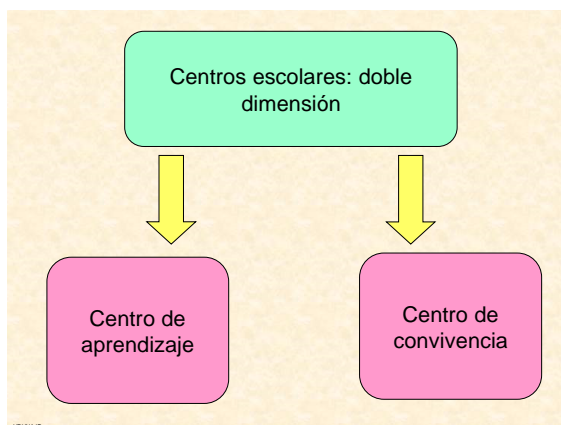 Centros escolares: doble
dimensión
Centro de
aprendizaje
Centro de
convivencia